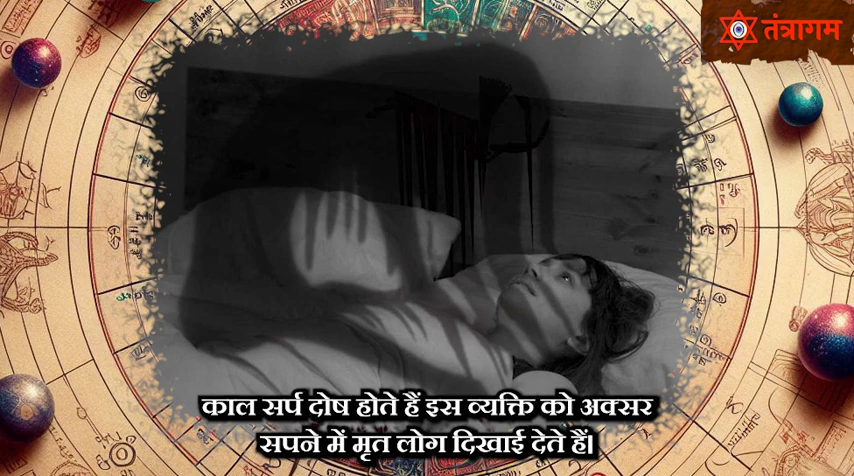 तंत्रागम
काल सर्प दोष होते हैं इस व्यक्ति को अक्सर
सपने में मृत लोग दिखाई देते हैं।